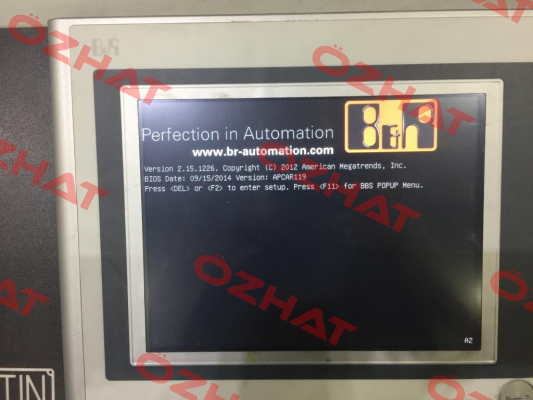 B&R
ÖZHAT
ÖZHAT
B&R
Perfection in Automation
www.br-automation.com
Version 2.15.1226. Copyright (C) 2012 American Megatrends, Inc.
BIOS Date: 09/15/2014 Version: APCAR119
Press <DEL> or <F2> to enter setup. Press <F11> for BBS POPUP Menu.
ÖZHAT
ÖZHAT
A2
TIN
ÖZHAT